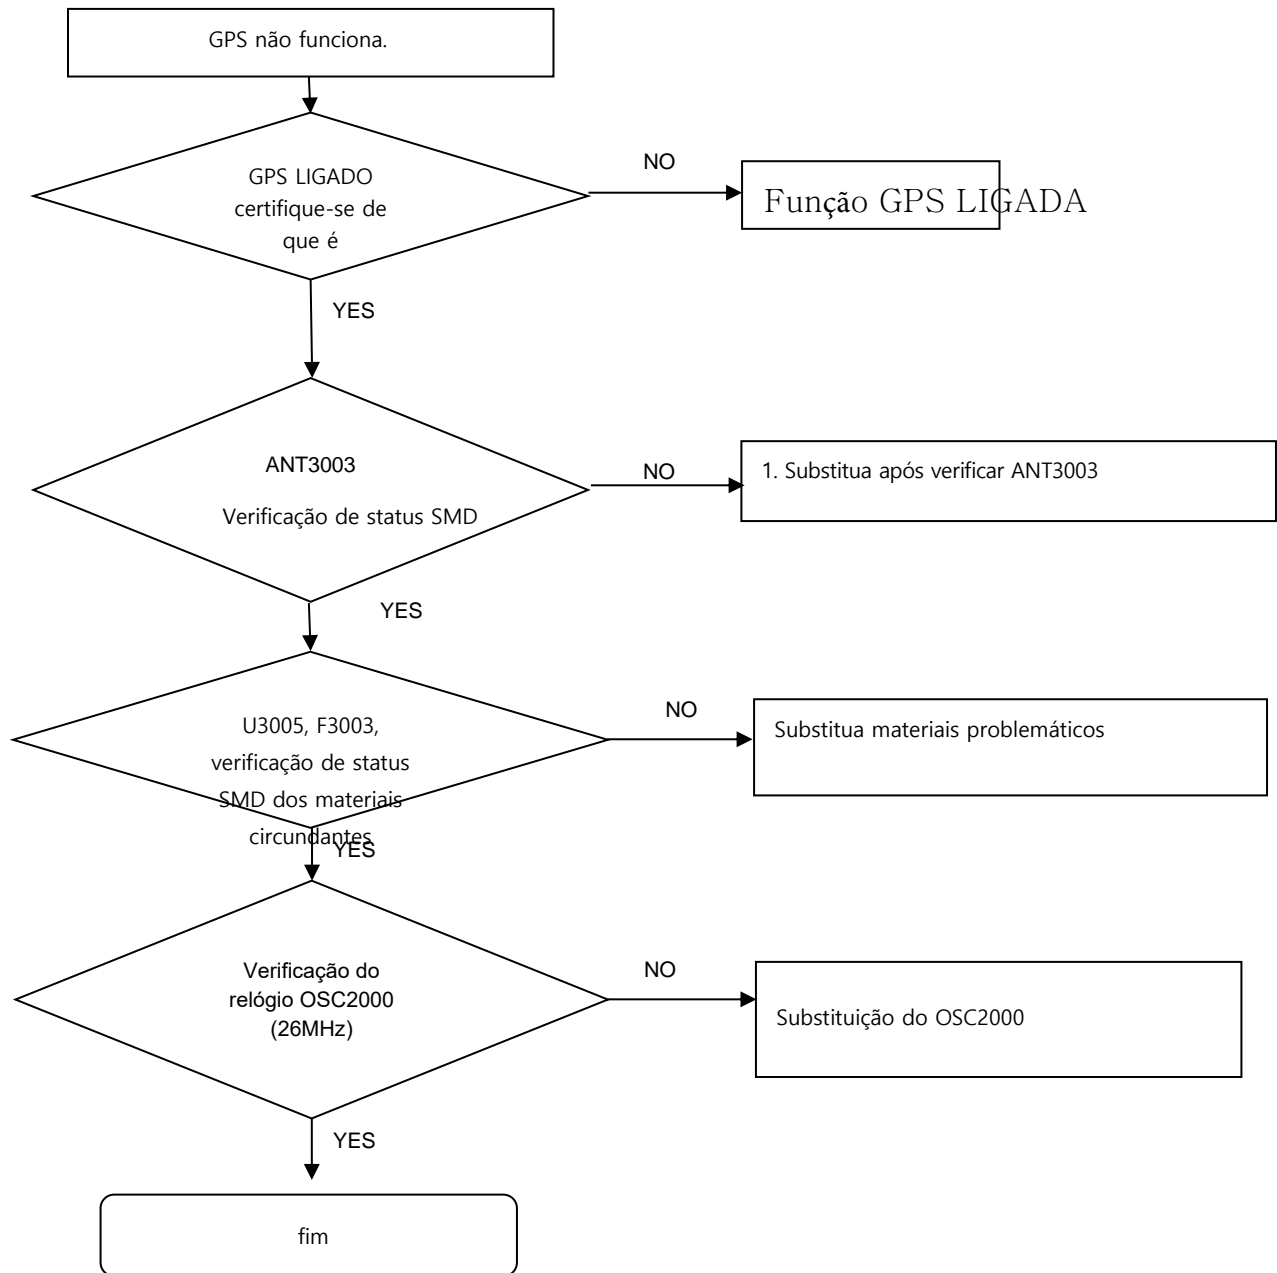 GPS não funciona.
GPS LIGADO
certifique-se de
que é
NO
Função GPS LIGADA
YES
ANT3003
Verificação de status SMD
NO
1. Substitua após verificar ANT3003
YES
U3005, F3003,
verificação de status
SMD dos materiais
circundantes
NO
Substitua materiais problemáticos
YES
Verificação do
relógio OSC2000
(26MHz)
NO
Substituição do OSC2000
YES
fim